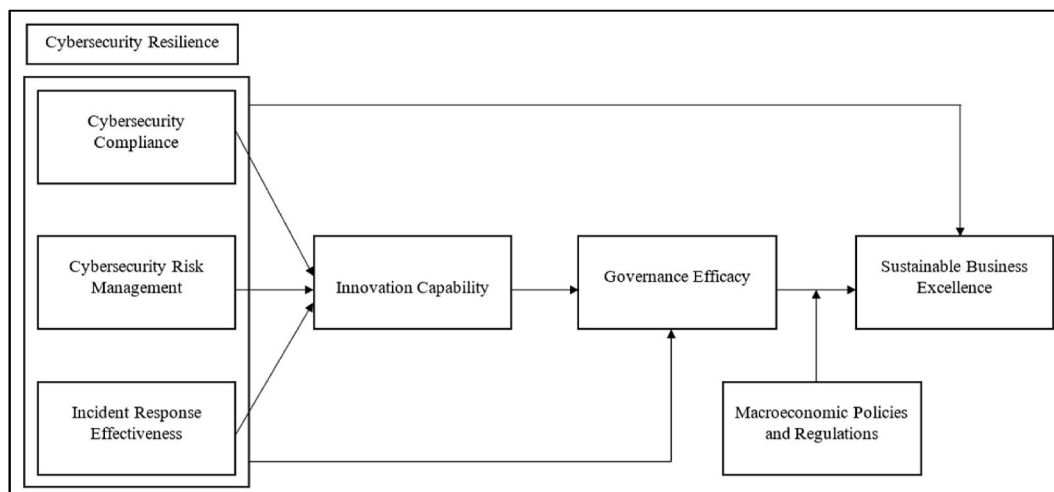 Cybersecurity Resilience
Cybersecurity
Compliance
Cybersecurity Risk
Management
Incident Response
Effectiveness
Innovation Capability
Governance Efficacy
Sustainable Business
Excellence
Macroeconomic Policies
and Regulations